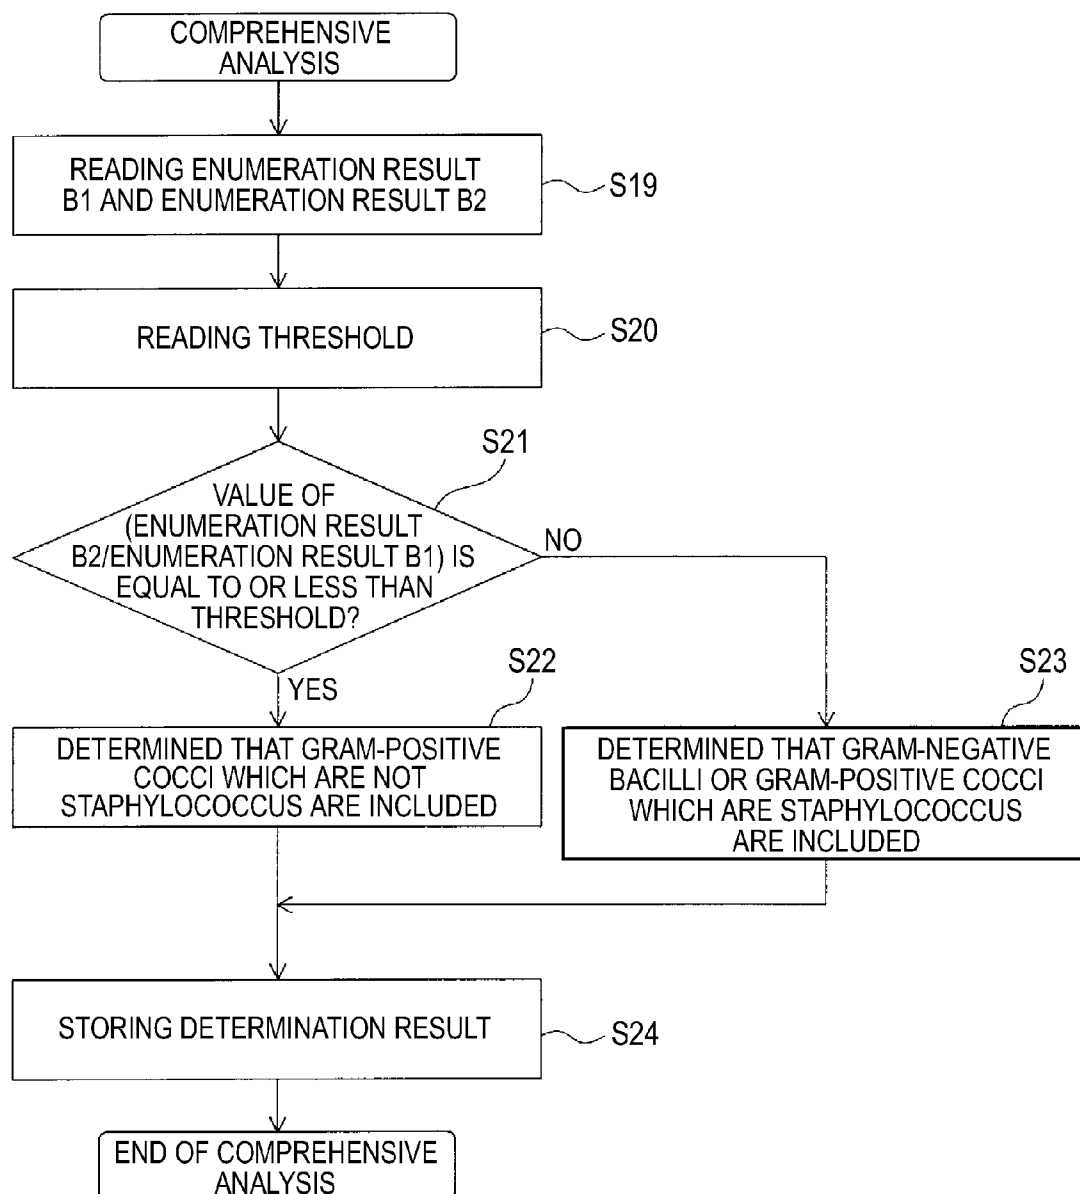 COMPREHENSIVE
ANALYSIS
READING ENUMERATION RESULT
B1 AND ENUMERATION RESULT B2
S19
READING THRESHOLD
S20
S21
VALUE OF
(ENUMERATION RESULT
B2/ENUMERATION RESULT B1) IS
EQUAL TO OR LESS THAN
THRESHOLD?
NO
YES
S22
DETERMINED THAT GRAM-POSITIVE
COCCI WHICH ARE NOT
STAPHYLOCOCCUS ARE INCLUDED
S23
DETERMINED THAT GRAM-NEGATIVE
BACILLI OR GRAM-POSITIVE COCCI
WHICH ARE STAPHYLOCOCCUS
ARE INCLUDED
STORING DETERMINATION RESULT
S24
END OF COMPREHENSIVE
ANALYSIS